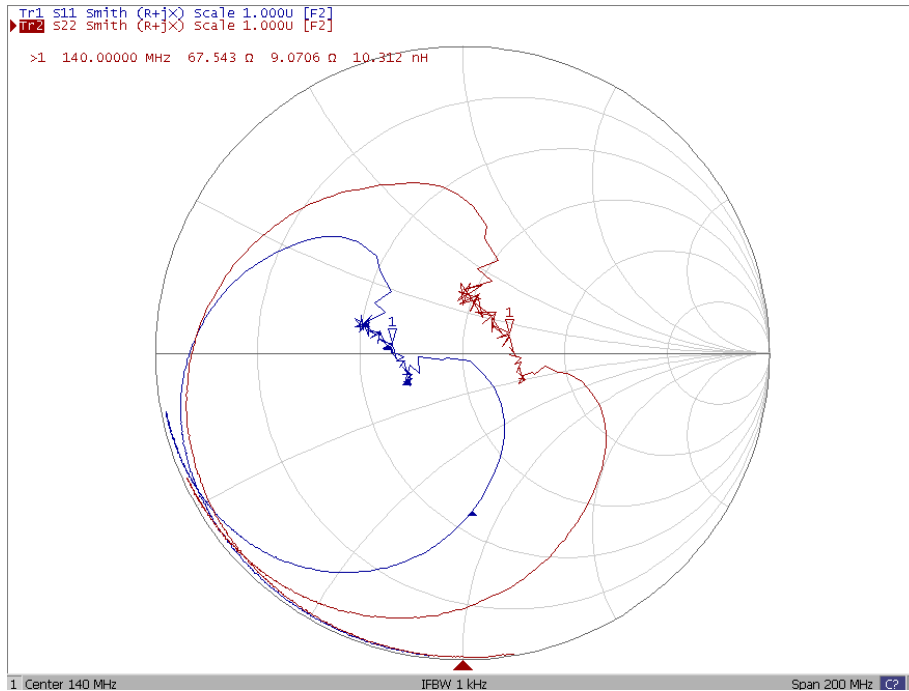 Tr1 S11 Smith (R+jX) Scale 1.000U [F2]
Tr2 S22 Smith (R+jX) Scale 1.000U [F2]
>1 140.00000 MHz 67.543 Ω 9.0706 Ω 10.312 nH
1
1
1 Center 140 MHz IFBW 1 kHz Span 200 MHz C?